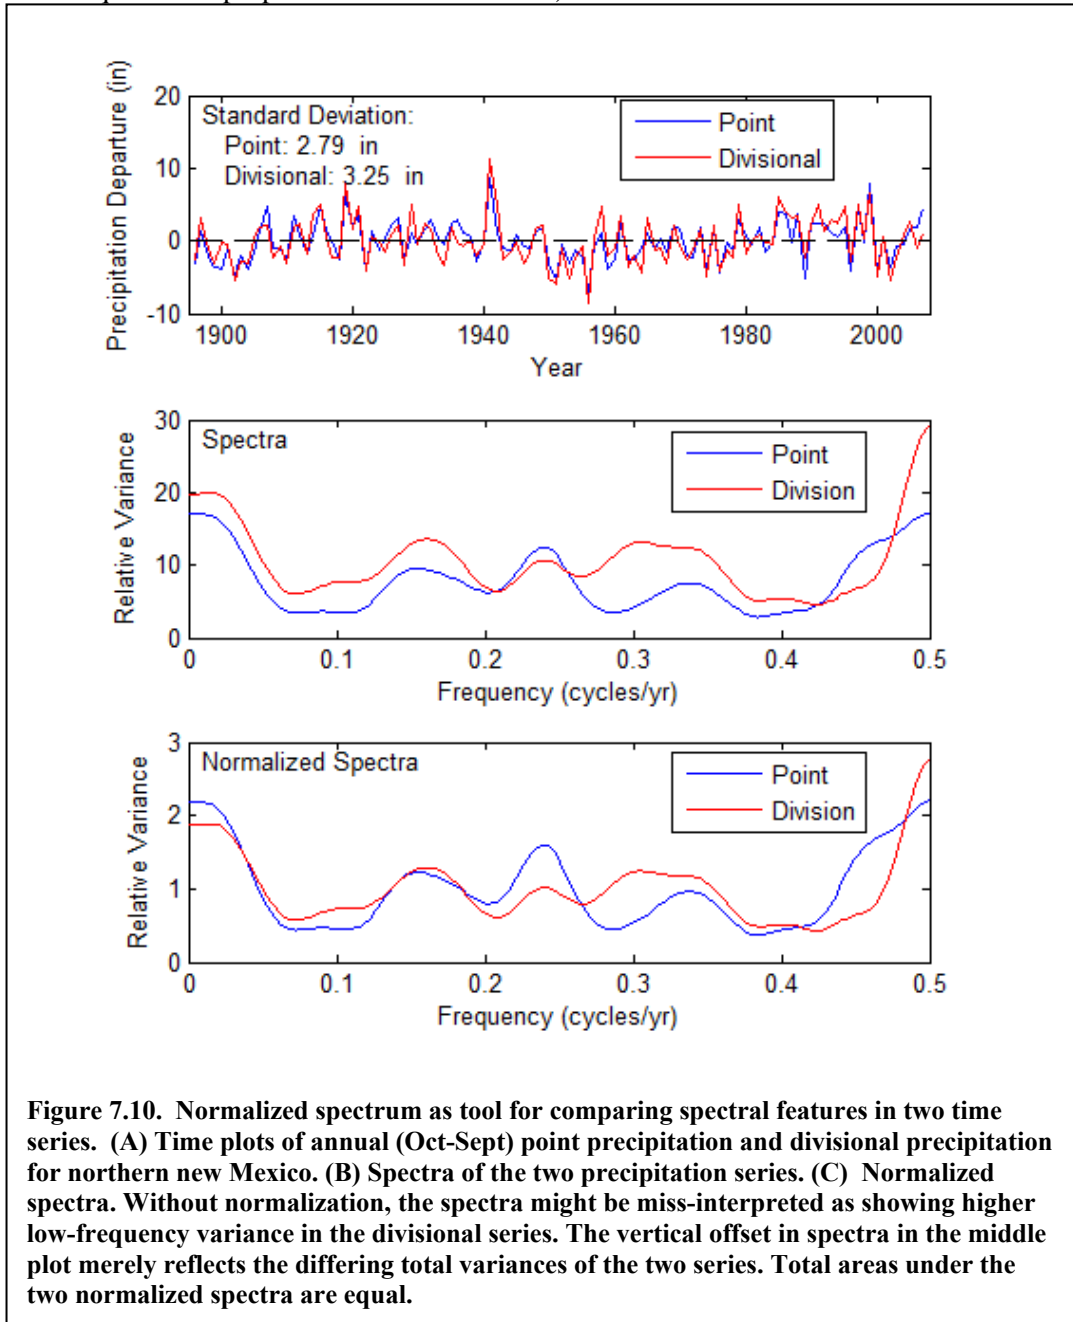 20
10
0
-10
Precipitation Departure (in)
Standard Deviation:
Point: 2.79 in
Divisional: 3.25 in
Point
Divisional
1900 1920 1940 1960 1980 2000
Year
30
20
10
0
Relative Variance
Spectra
Point
Division
0 0.1 0.2 0.3 0.4 0.5
Frequency (cycles/yr)
3
2
1
0
Relative Variance
Normalized Spectra
Point
Division
0 0.1 0.2 0.3 0.4 0.5
Frequency (cycles/yr)
Figure 7.10. Normalized spectrum as tool for comparing spectral features in two time
series. (A) Time plots of annual (Oct-Sept) point precipitation and divisional precipitation
for northern new Mexico. (B) Spectra of the two precipitation series. (C) Normalized
spectra. Without normalization, the spectra might be miss-interpreted as showing higher
low-frequency variance in the divisional series. The vertical offset in spectra in the middle
plot merely reflects the differing total variances of the two series. Total areas under the
two normalized spectra are equal.